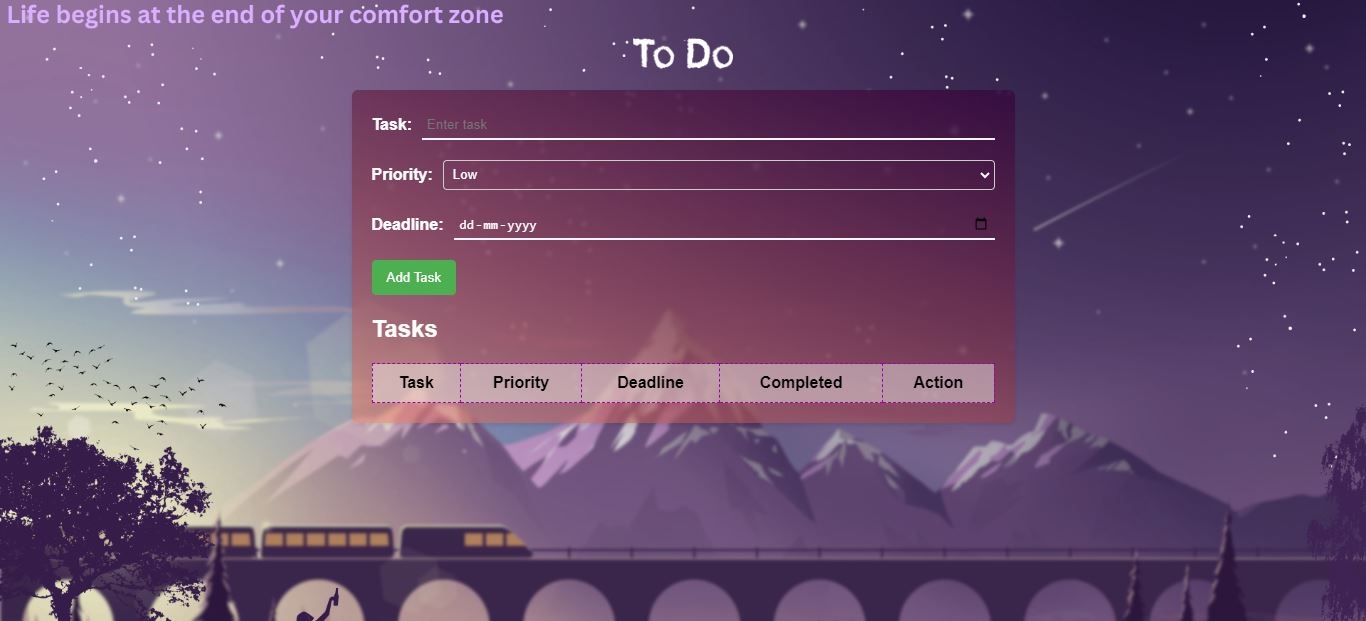 Life begins at the end of your comfort zone
To Do
Task: Enter task
Priority: Low
Deadline: dd-mm-yyyy
Add Task
Tasks
Task Priority Deadline Completed Action